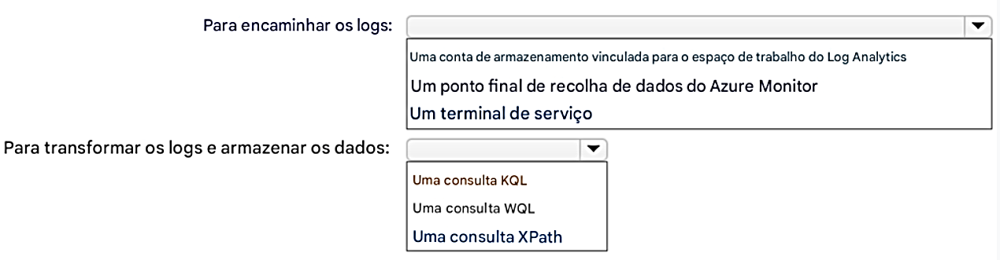 Para encaminhar os logs:
Uma conta de armazenamento vinculada para o espaço de trabalho do Log Analytics
Um ponto final de recolha de dados do Azure Monitor
Um terminal de serviço
Para transformar os logs e armazenar os dados:
Uma consulta KQL
Uma consulta WQL
Uma consulta XPath